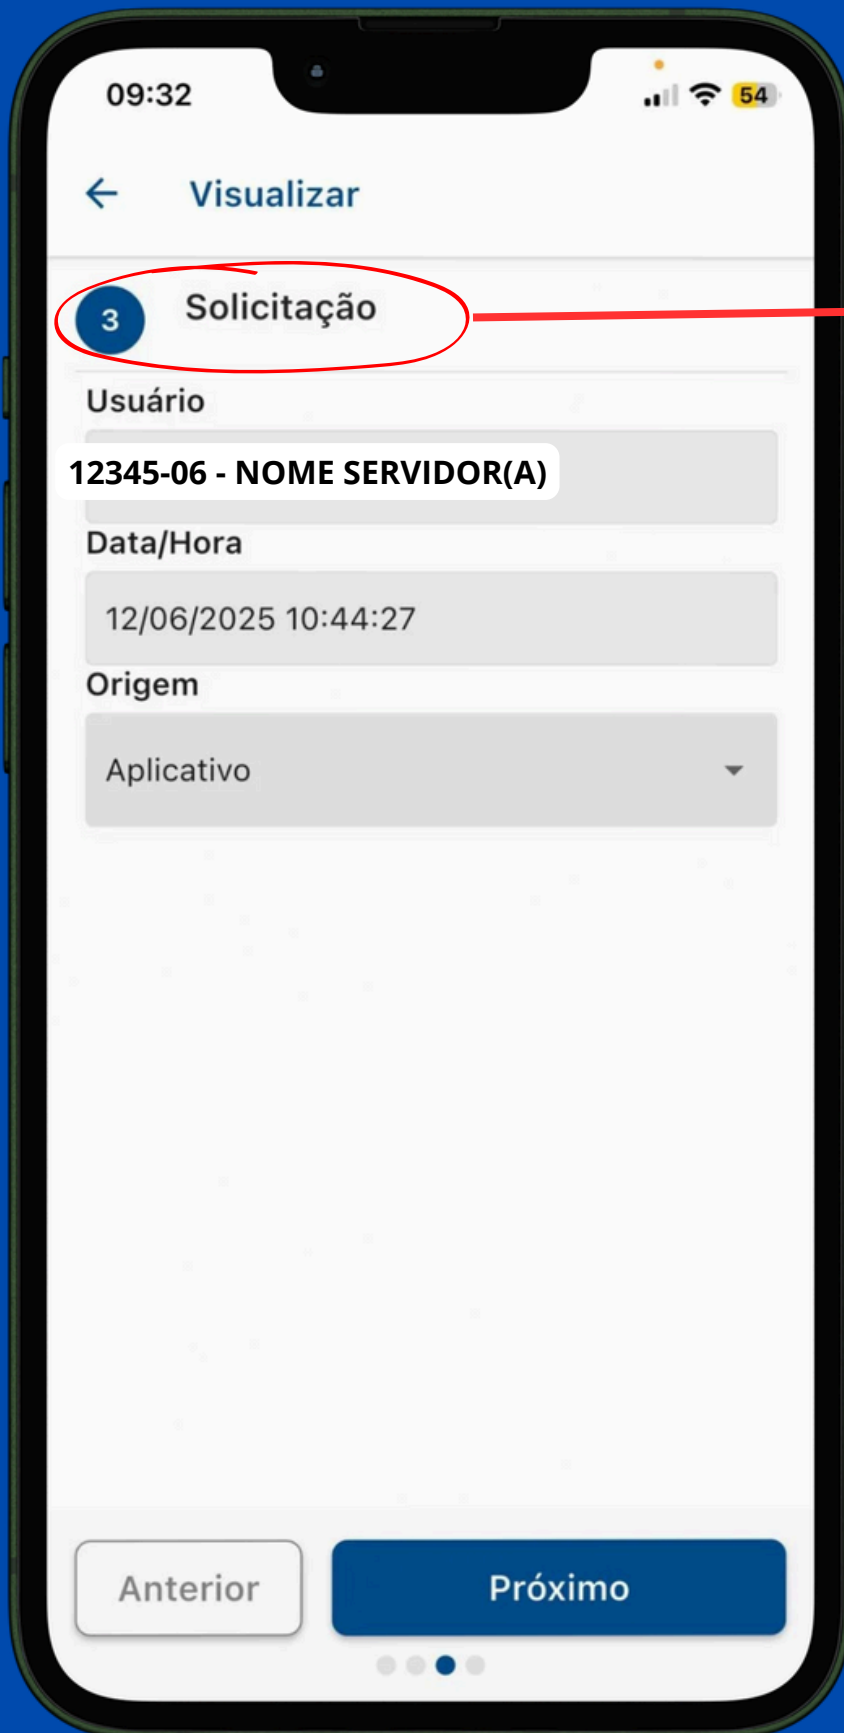 09:32
54
Visualizar
3
Solicitação
Usuário
12345-06 - NOME SERVIDOR(A)
Data/Hora
12/06/2025 10:44:27
Origem
Aplicativo
Anterior
Próximo